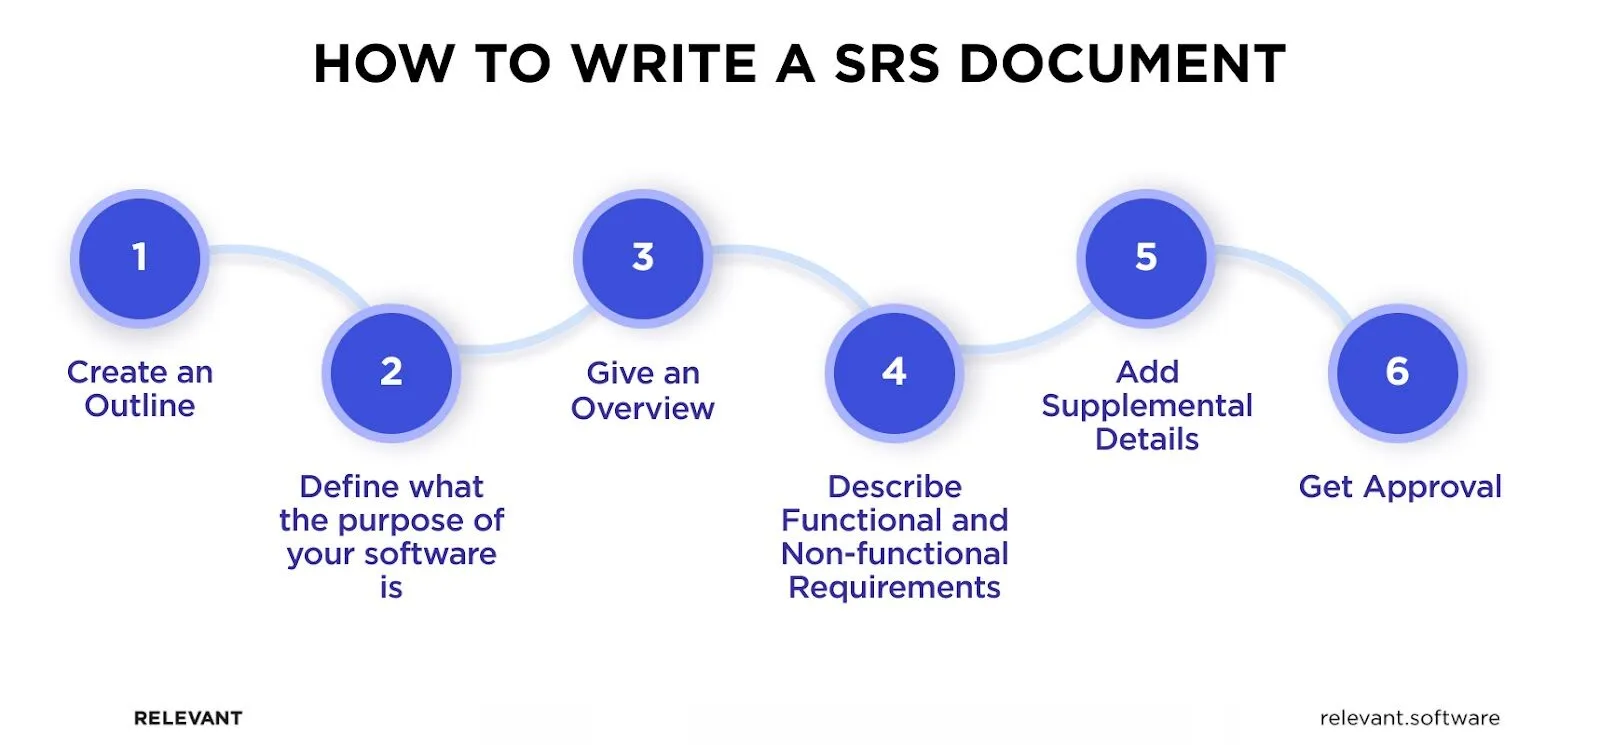 HOW TO WRITE A SRS DOCUMENT
1
Create an
Outline
2
Define what
the purpose of
your software
is
3
Give an
Overview
4
Describe
Functional and
Non-functional
Requirements
5
Add
Supplemental
Details
6
Get Approval
RELEVANT
relevant.software